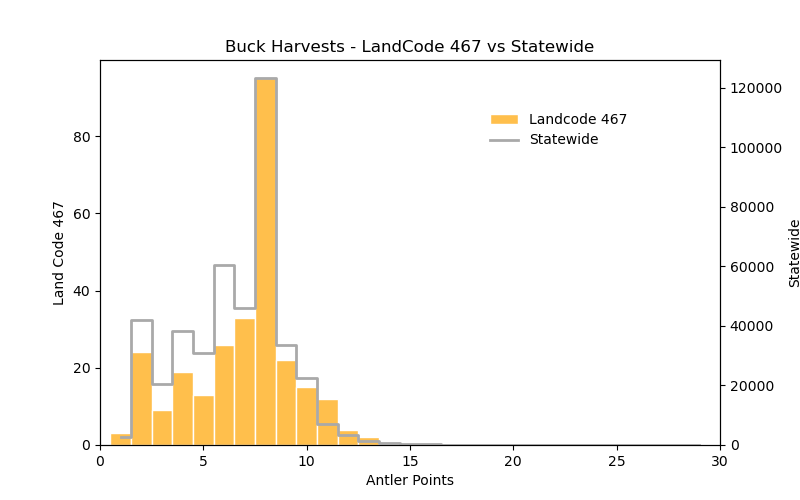 Buck Harvests - LandCode 467 vs Statewide
Landcode 467
Statewide
Land Code 467
80
60
40
20
0
120000
100000
80000
60000
40000
20000
0
Statewide
0 5 10 15 20 25 30
Antler Points